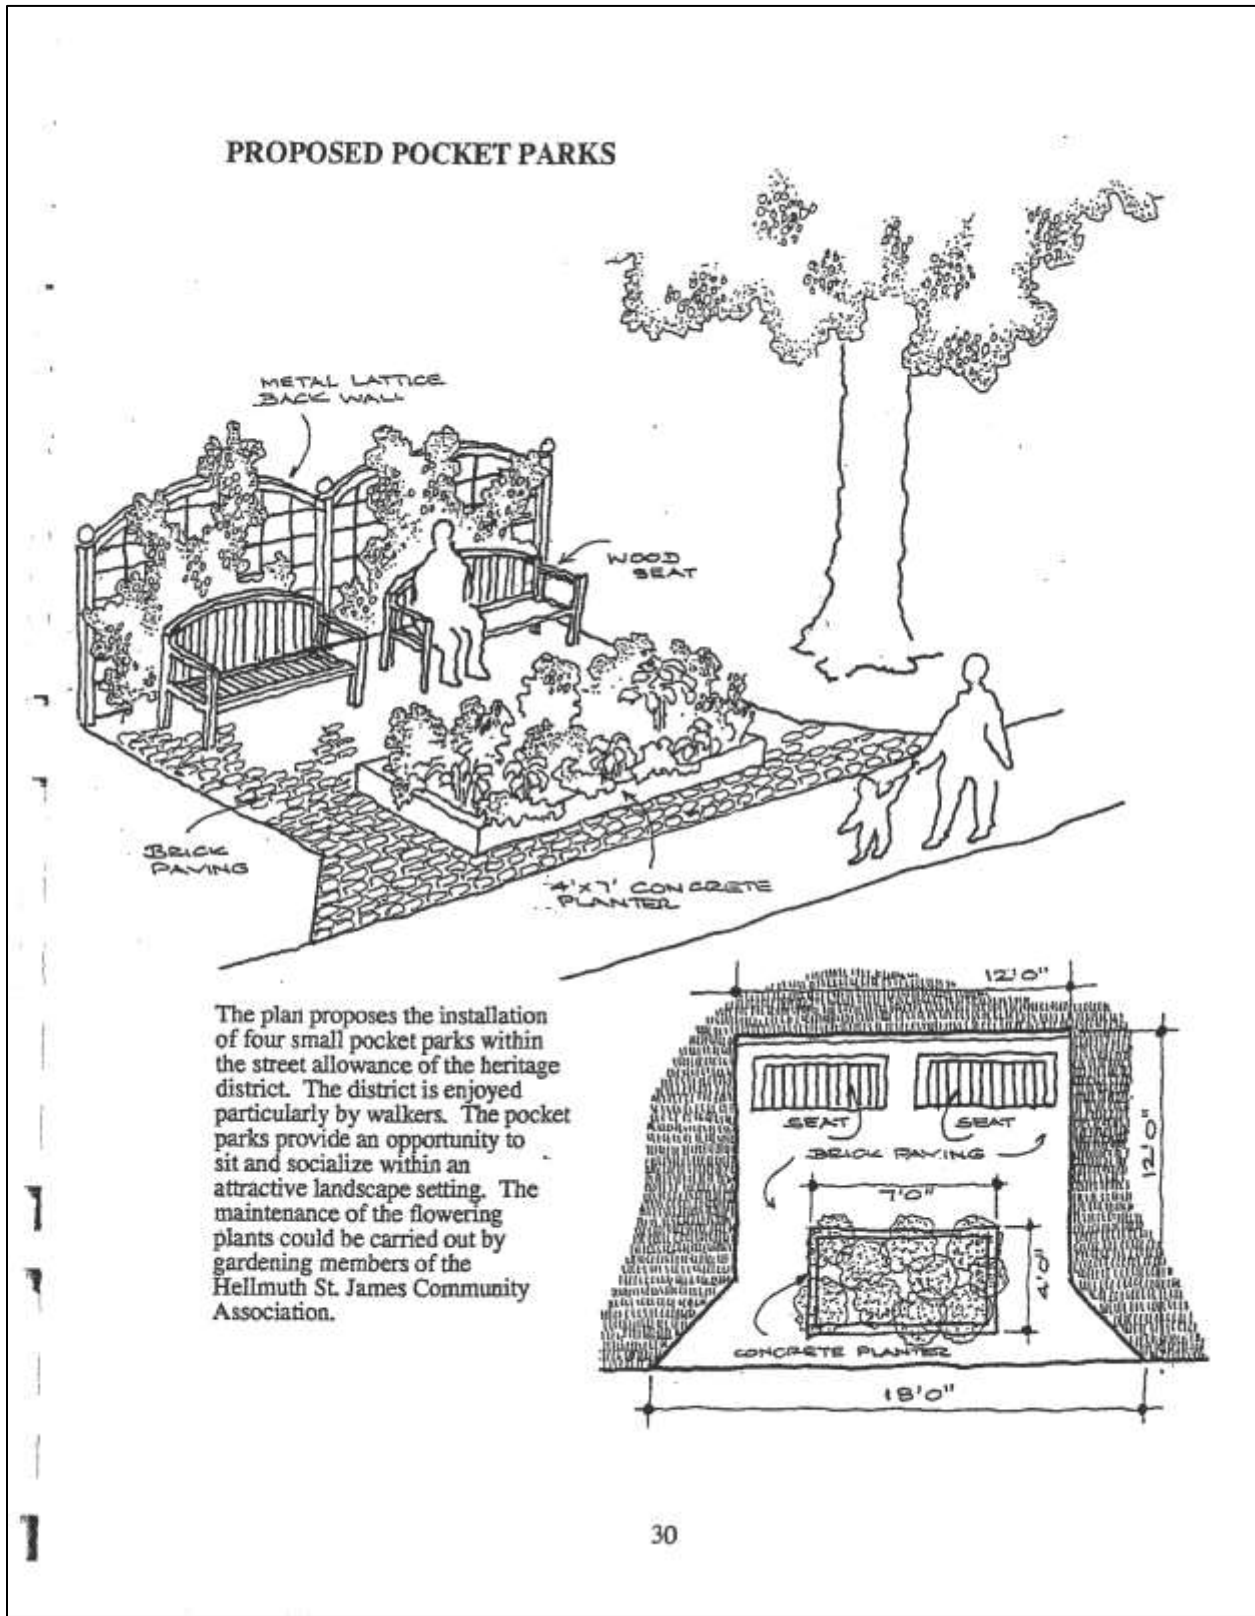 PROPOSED POCKET PARKS
METAL LATTICE
BACK WALL
WOOD
SEAT
BRICK
PAVING
4'x7' CONCRETE
PLANTER
The plan proposes the installation
of four small pocket parks within
the street allowance of the heritage
district. The district is enjoyed
particularly by walkers. The pocket
parks provide an opportunity to
sit and socialize within an
attractive landscape setting. The
maintenance of the flowering
plants could be carried out by
gardening members of the
Hellmuth St. James Community
Association.
12'0"
SEAT
SEAT
BRICK PAVING
12'0"
7'0"
4'0"
CONCRETE PLANTER
18'0"
30